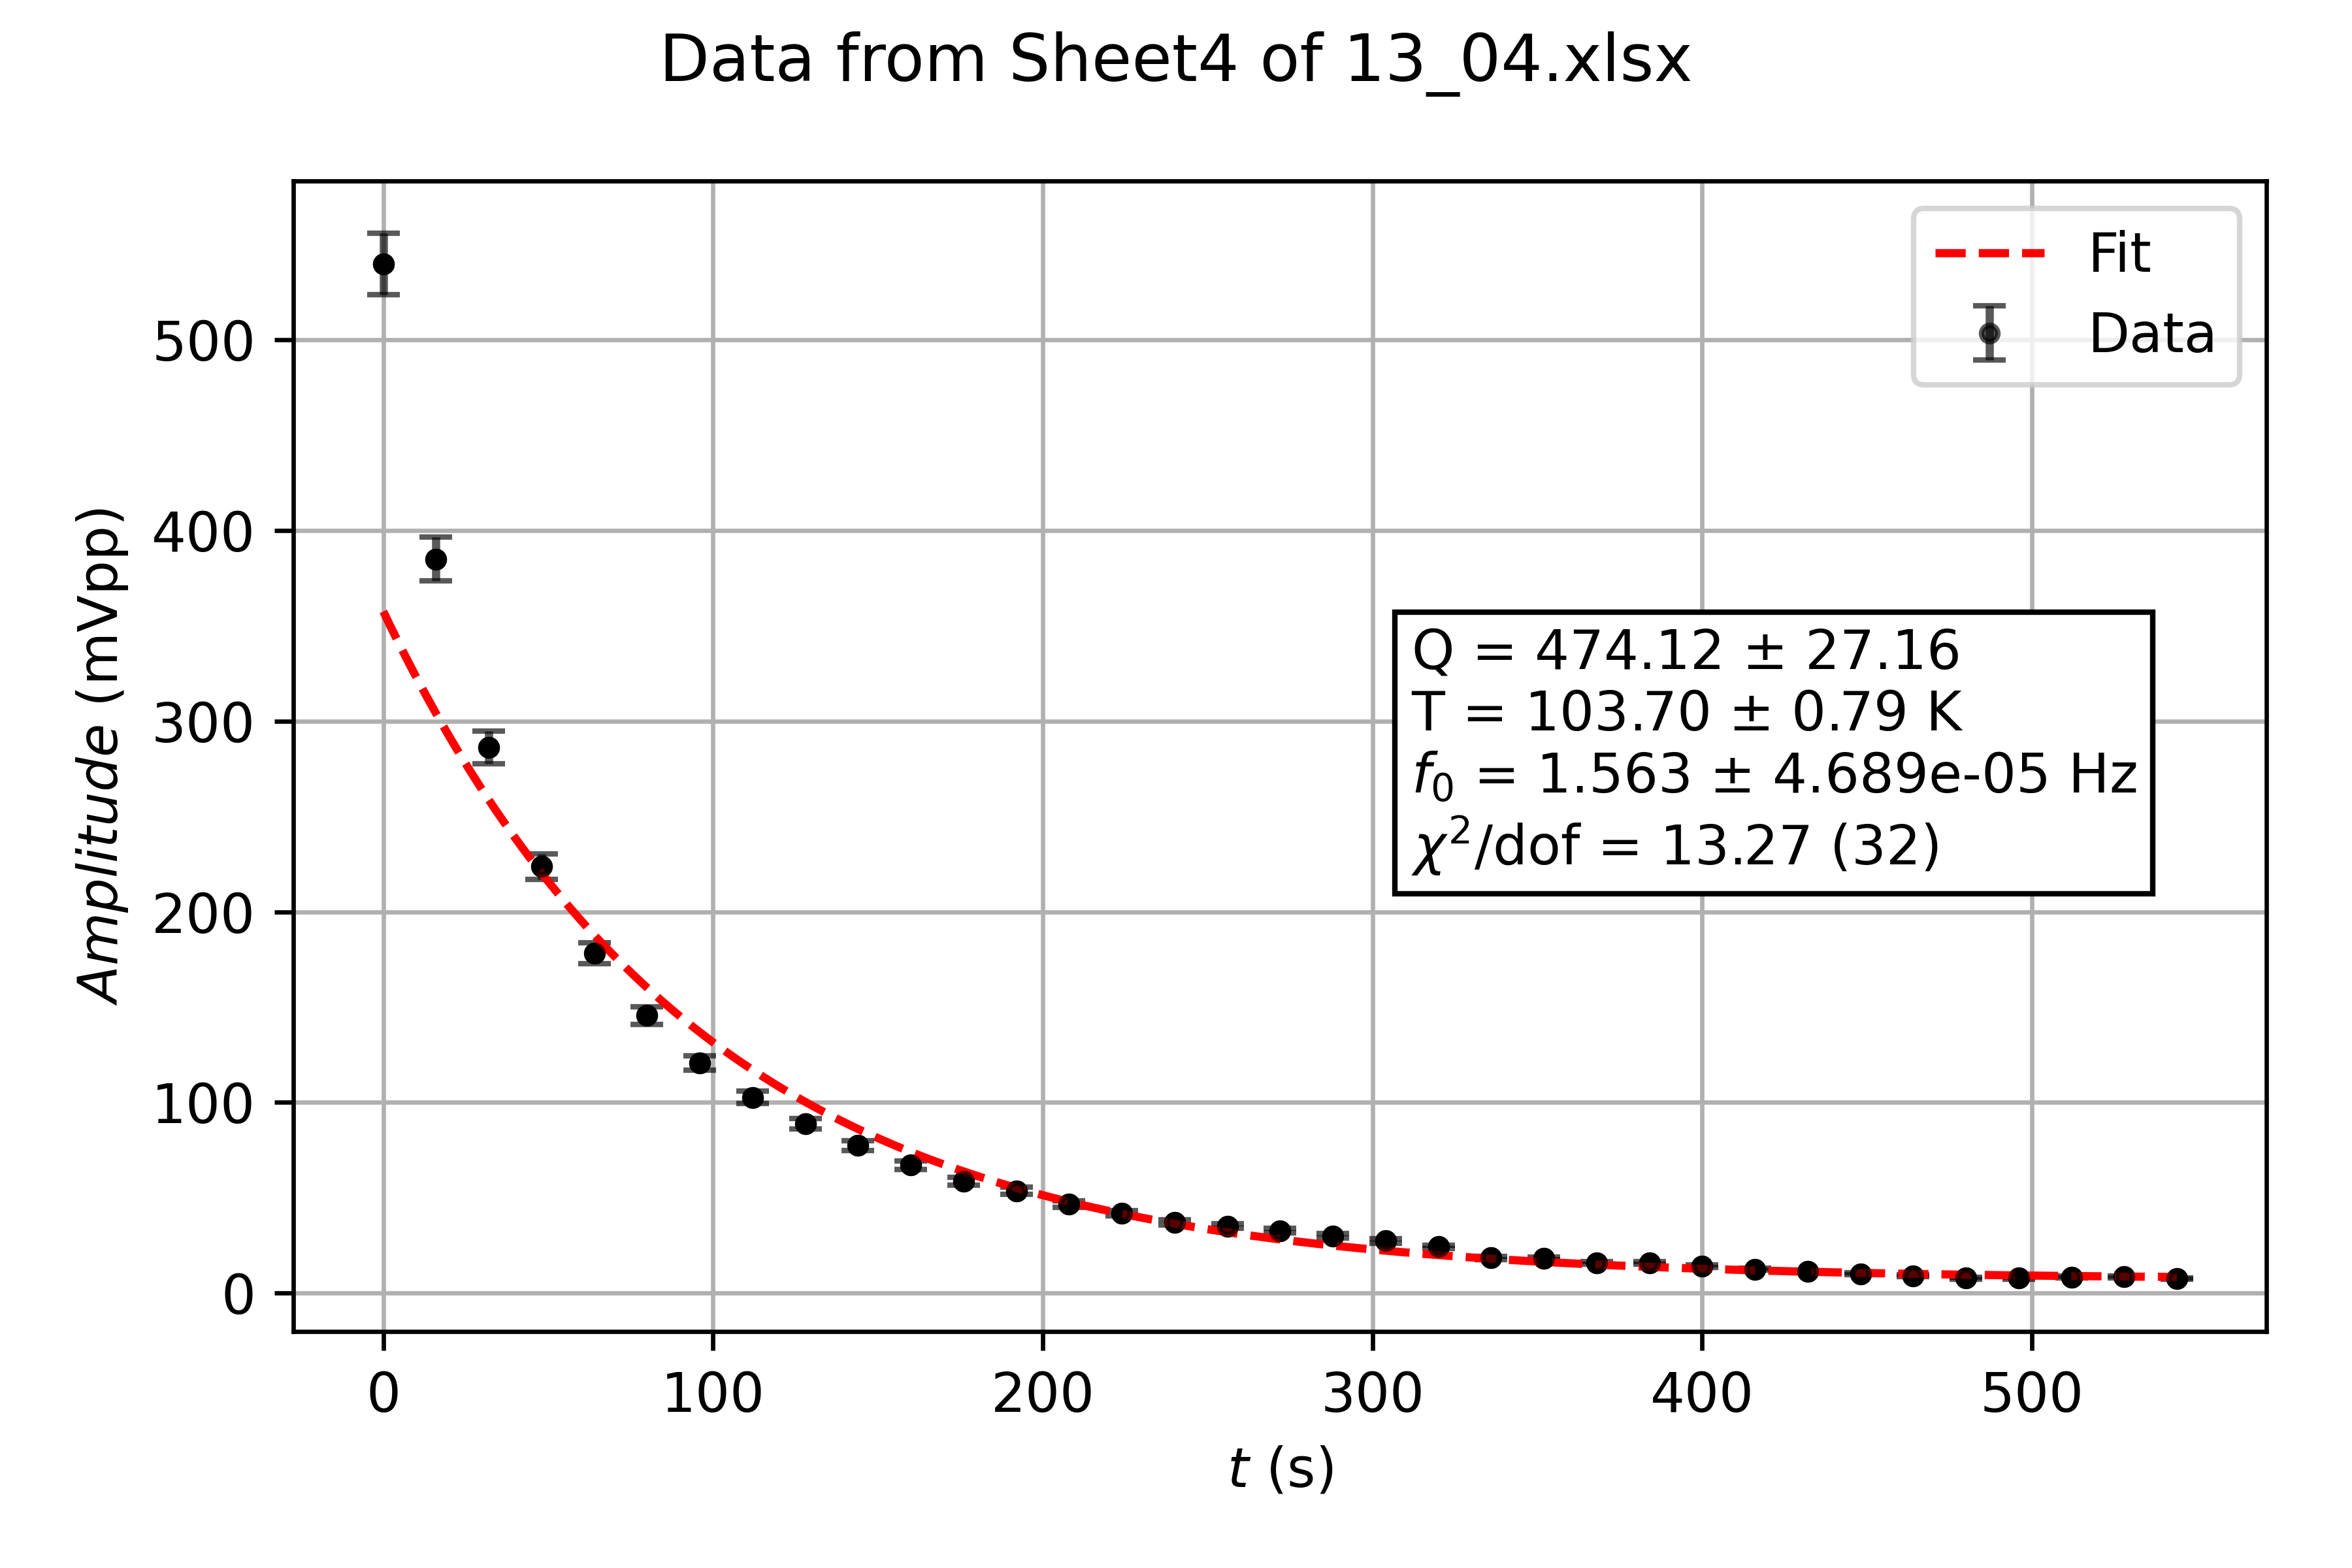 Data from Sheet4 of 13_04.xlsx
Amplitude (mVpp)
500
400
300
200
100
0
Fit
Data
Q = 474.12 ± 27.16
T = 103.70 ± 0.79 K
f₀ = 1.563 ± 4.689e-05 Hz
χ²/dof = 13.27 (32)
0 100 200 300 400 500
t (s)